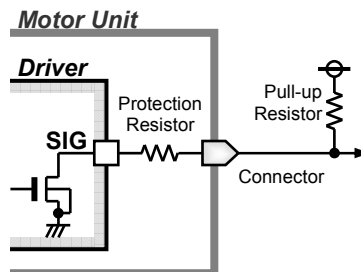 Motor Unit
Driver
SIG
Protection
Resistor
Pull-up
Resistor
Connector